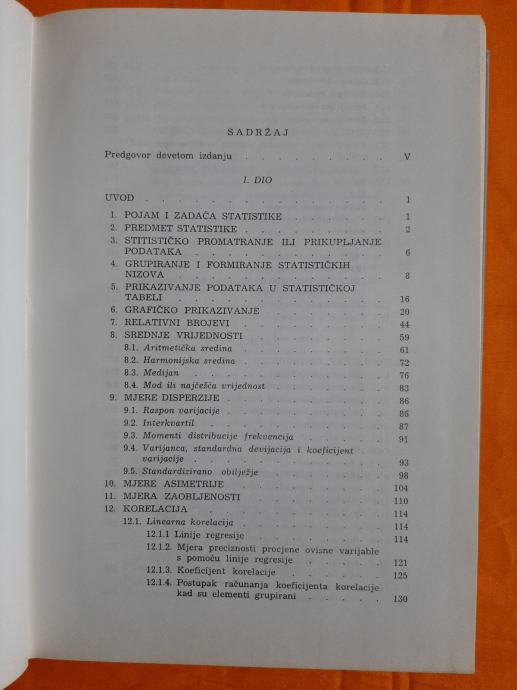 SADRŽAJ
Predgovor devetom izdanju . . . . . . . . . V
I. DIO
UVOD . . . . . . . . . . . . . . 1
1. POJAM I ZADAĆA STATISTIKE . . . . . . . 1
2. PREDMET STATISTIKE . . . . . . . . . 2
3. STITISTIČKO PROMATRANJE ILI PRIKUPLJANJE
PODATAKA . . . . . . . . . . . . 6
4. GRUPIRANJE I FORMIRANJE STATISTIČKIH
NIZOVA . . . . . . . . . . . . . 8
5. PRIKAZIVANJE PODATAKA U STATISTIČKOJ
TABELI . . . . . . . . . . . . . 16
6. GRAFIČKO PRIKAZIVANJE . . . . . . . . 20
7. RELATIVNI BROJEVI . . . . . . . . . 44
8. SREDNJE VRIJEDNOSTI . . . . . . . . . 59
8.1. Aritmetička sredina . . . . . . . . . 61
8.2. Harmonijska sredina . . . . . . . . . 72
8.3. Medijan . . . . . . . . . . . . 76
8.4. Mod ili najčešća vrijednost . . . . . . . 83
9. MJERE DISPERZIJE . . . . . . . . . . 86
9.1. Raspon varijacije . . . . . . . . . . 86
9.2. Interkvartil . . . . . . . . . . . 87
9.3. Momenti distribucije frekvencija . . . . . . 91
9.4. Varijanca, standardna devijacija i koeficijent
varijacije . . . . . . . . . . . . 93
9.5. Standardizirano obilježje . . . . . . . . 98
10. MJERE ASIMETRIJE . . . . . . . . . . 104
11. MJERA ZAOBLJENOSTI . . . . . . . . . 110
12. KORELACIJA . . . . . . . . . . . . 114
12.1. Linearna korelacija . . . . . . . . . 114
12.1.1 Linije regresije . . . . . . . . 114
12.1.2. Mjera preciznosti procjene ovisne varijable
s pomoću linije regresije . . . . . 121
12.1.3. Koeficijent korelacije . . . . . . 125
12.1.4. Postupak računanja koeficijenta korelacije
kad su elementi grupirani . . . . . 130